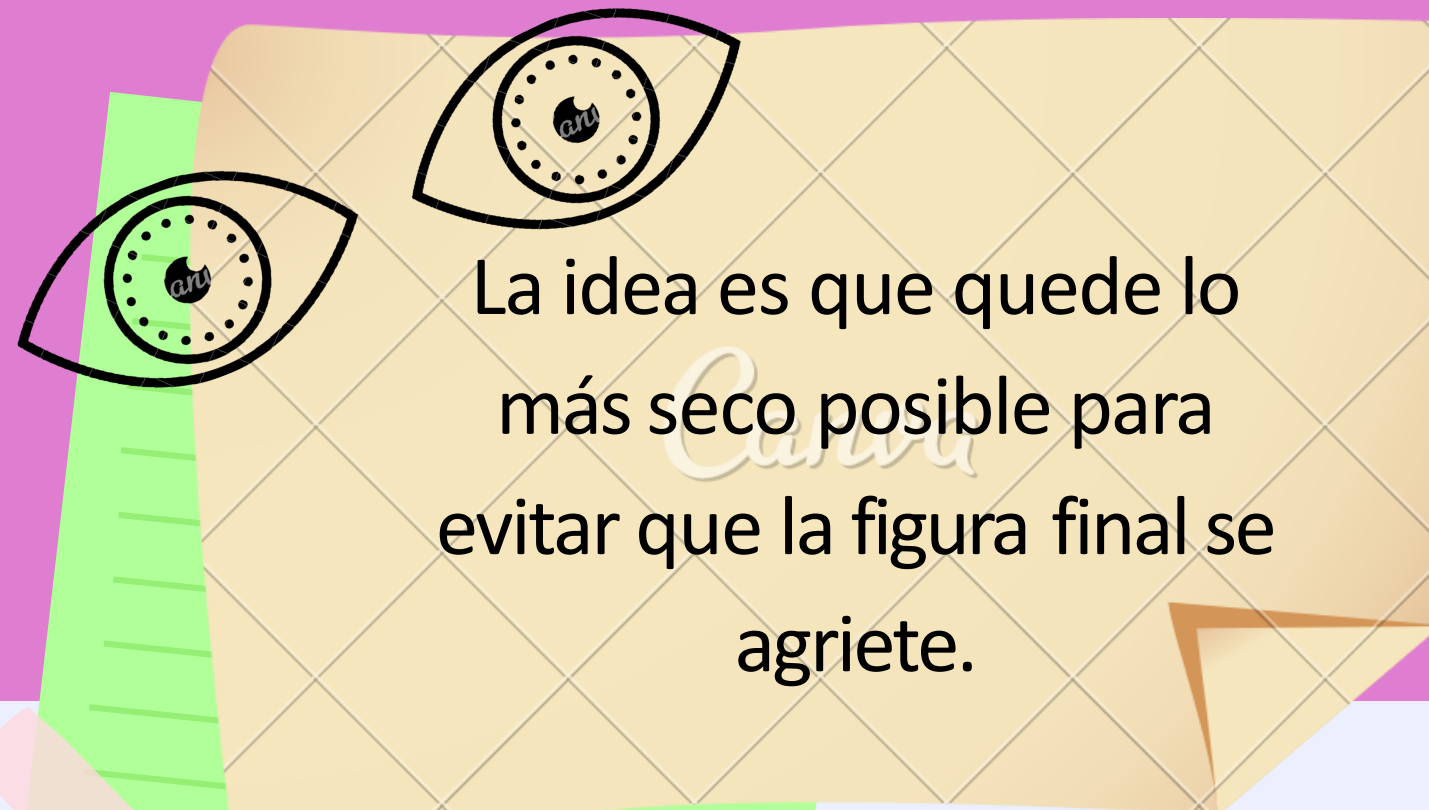 La idea es que quede lo
más seco posible para
Canva
evitar que la figura final se
agriete.